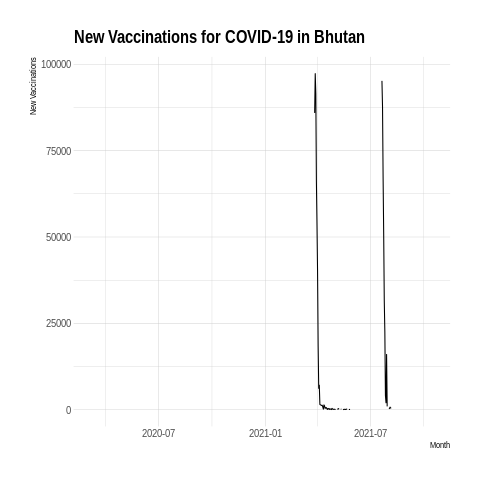 New Vaccinations for COVID-19 in Bhutan
New Vaccinations
100000
75000
50000
25000
0
2020-07 2021-01 2021-07
Month